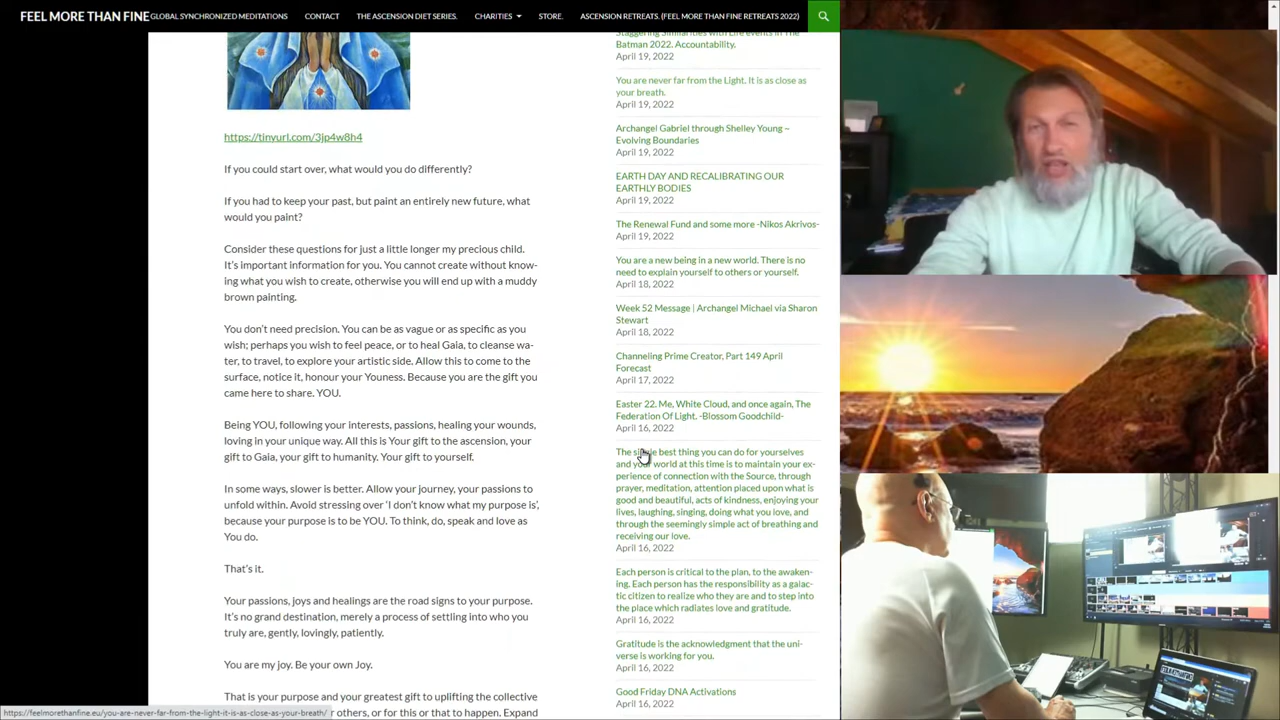 FEEL MORE THAN FINE
GLOBAL SYNCHRONIZED MEDITATIONS
CONTACT
THE ASCENSION DIET SERIES.
CHARITIES
STORE.
ASCENSION RETREATS. (FEEL MORE THAN FINE RETREATS 2022)
https://tinyurl.com/3jp4w8h4
If you could start over, what would you do differently?
If you had to keep your past, but paint an entirely new future, what
would you paint?
Consider these questions for just a little longer my precious child.
It's important information for you. You cannot create without know-
ing what you wish to create, otherwise you will end up with a muddy
brown painting.
You don't need precision. You can be as vague or as specific as you
wish; perhaps you wish to feel peace, or to heal Gaia, to cleanse wa-
ter, to travel, to explore your artistic side. Allow this to come to the
surface, notice it, honour your Youness. Because you are the gift you
came here to share. YOU.
Being YOU, following your interests, passions, healing your wounds,
loving in your unique way. All this is Your gift to the ascension, your
gift to Gaia, your gift to humanity. Your gift to yourself.
In some ways, slower is better. Allow your journey, your passions to
unfold within. Avoid stressing over 'I don't know what my purpose is',
because your purpose is to be YOU. To think, do, speak and love as
You do.
That's it.
Your passions, joys and healings are the road signs to your purpose.
It's no grand destination, merely a process of settling into who you
truly are, gently, lovingly, patiently.
You are my joy. Be your own Joy.
That is your purpose and your greatest gift to uplifting the collective
r others, or for this or that to happen. Expand
Staggering Similarities with Life events in The
Batman 2022. Accountability.
April 19, 2022
You are never far from the Light. It is as close as
your breath.
April 19, 2022
Archangel Gabriel through Shelley Young –
Evolving Boundaries
April 19, 2022
EARTH DAY AND RECALIBRATING OUR
EARTHLY BODIES
April 19, 2022
The Renewal Fund and some more -Nikos Akrivos-
April 19, 2022
You are a new being in a new world. There is no
need to explain yourself to others or yourself.
April 18, 2022
Week 52 Message | Archangel Michael via Sharon
Stewart
April 18, 2022
Channeling Prime Creator, Part 149 April
Forecast
April 17, 2022
Easter 22. Me, White Cloud, and once again, The
Federation Of Light. -Blossom Goodchild-
April 16, 2022
The best thing you can do for yourselves
and world at this time is to maintain your ex-
perience of connection with the Source, through
prayer, meditation, attention placed upon what is
good and beautiful, acts of kindness, enjoying your
lives, laughing, singing, doing what you love, and
through the seemingly simple act of breathing and
receiving our love.
April 16, 2022
Each person is critical to the plan, to the awaken-
ing. Each person has the responsibility as a galac-
tic citizen to realize who they are and to step into
the place which radiates love and gratitude.
April 16, 2022
Gratitude is the acknowledgment that the uni-
verse is working for you.
April 16, 2022
Good Friday DNA Activations
April 16, 2022
https://feelmorethanfine.eu/you-are-never-far-from-the-light-it-is-as-close-as-your-breath/